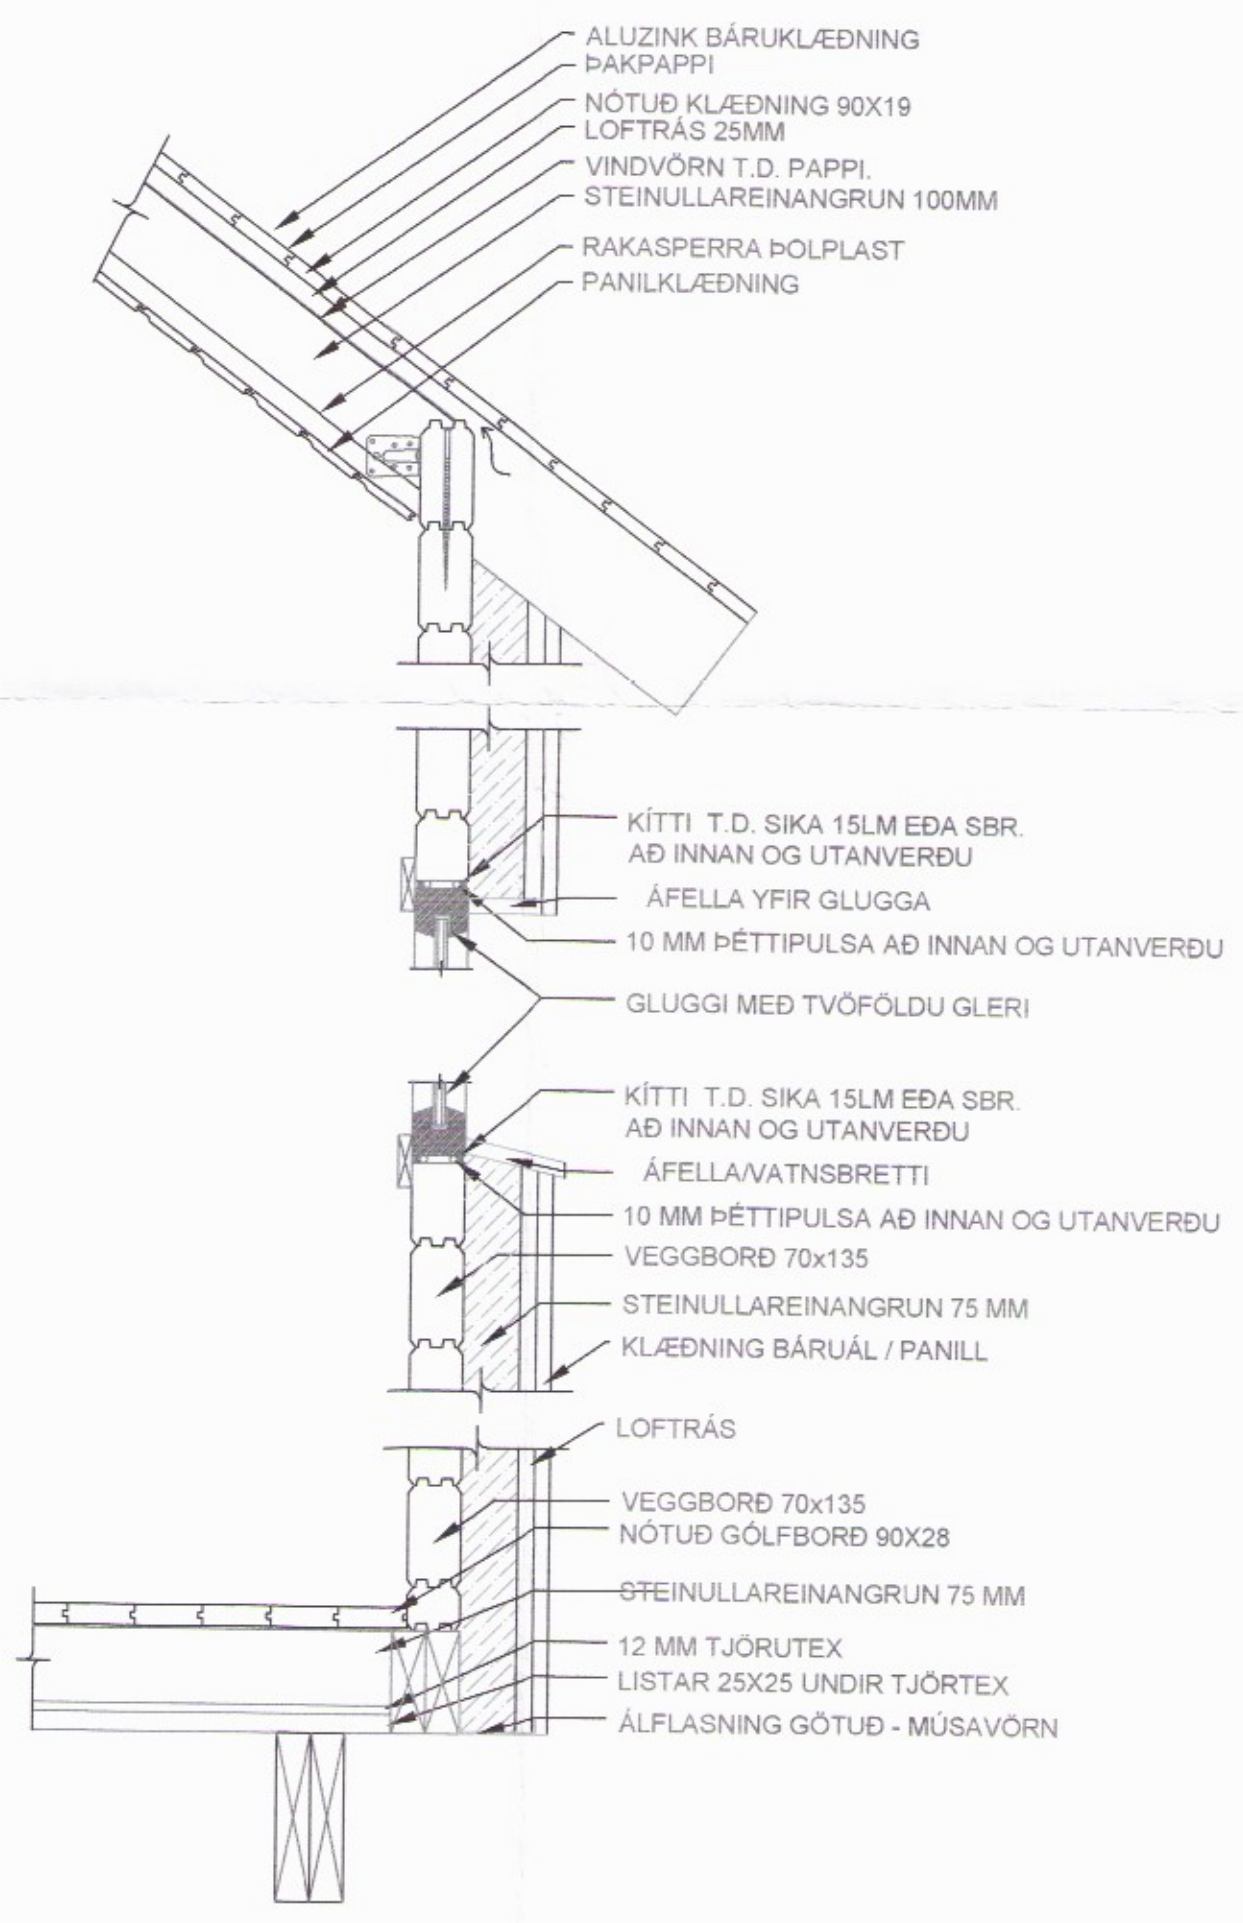 ALUZINK BÁRUKLÆÐNING
ÞAKPAPPI
NÓTUÐ KLÆÐNING 90X19
LOFTRÁS 25MM
VINDVÖRN T.D. PAPPI.
STEINULLAREINANGRUN 100MM
RAKASPERRA ÞOLPLAST
PANILKLÆÐNING
KÍTTI T.D. SIKA 15LM EÐA SBR.
AÐ INNAN OG UTANVERÐU
ÁFELLA YFIR GLUGGA
10 MM ÞÉTTIPULSA AÐ INNAN OG UTANVERÐU
GLUGGI MEÐ TVÖFÖLDU GLERI
KÍTTI T.D. SIKA 15LM EÐA SBR.
AÐ INNAN OG UTANVERÐU
ÁFELLA/VATNSBRETTI
10 MM ÞÉTTIPULSA AÐ INNAN OG UTANVERÐU
VEGGBORÐ 70x135
STEINULLAREINANGRUN 75 MM
KLÆÐNING BÁRUÁL / PANILL
LOFTRÁS
VEGGBORÐ 70x135
NÓTUÐ GÓLFBORÐ 90X28
STEINULLAREINANGRUN 75 MM
12 MM TJÖRUTEX
LISTAR 25X25 UNDIR TJÖRTEX
ÁLFLASNING GÖTUÐ - MÚSAVÖRN